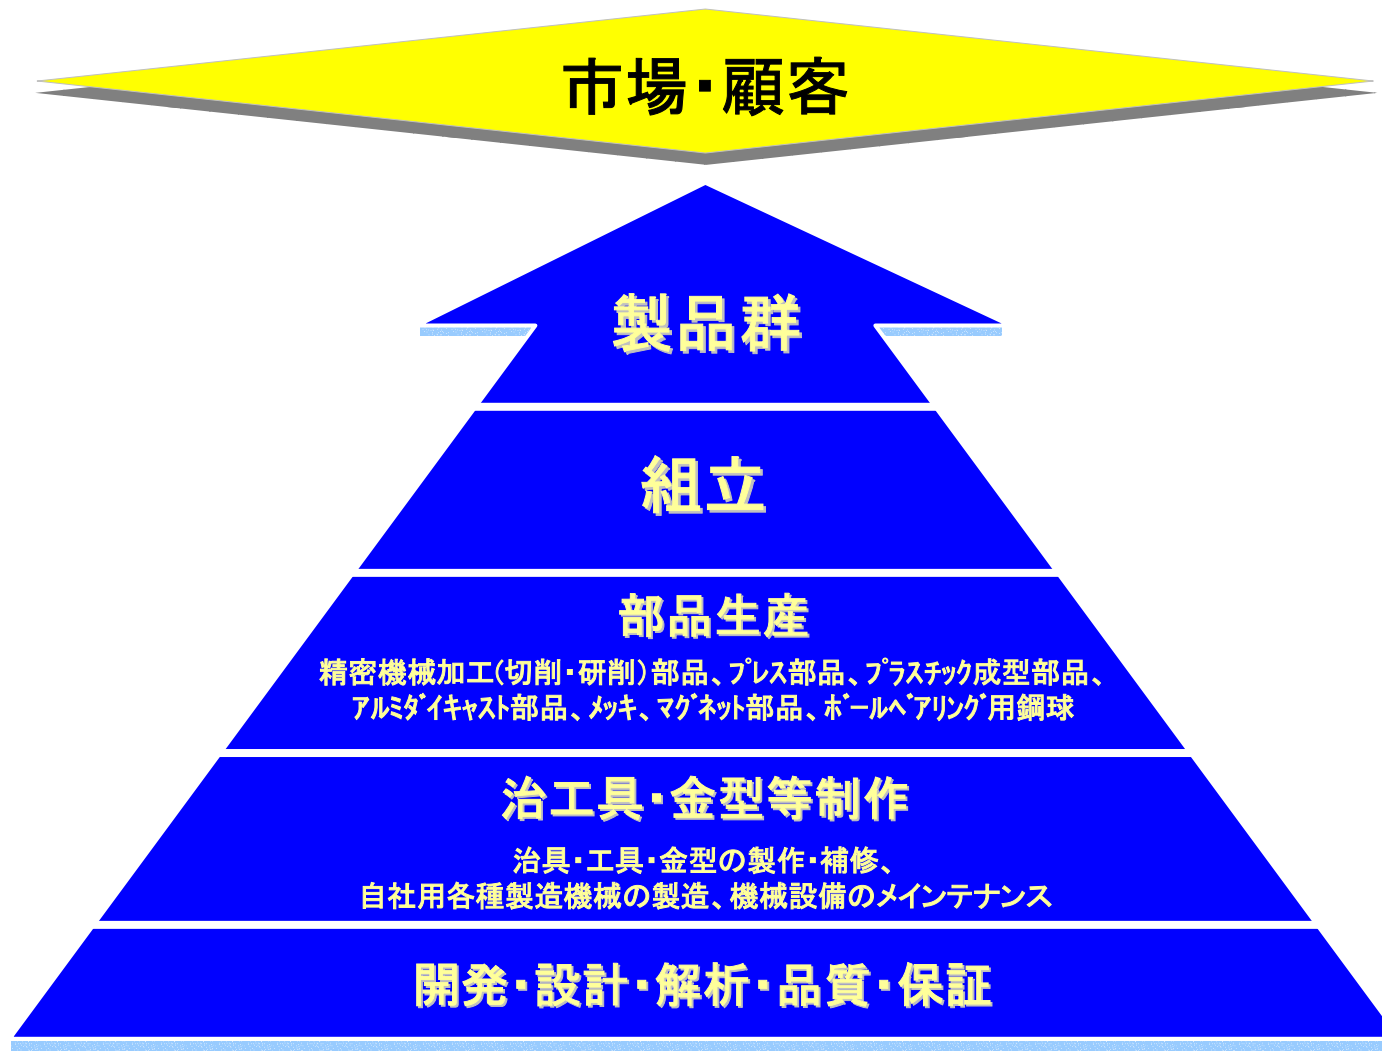 市場・顧客
製品群
組立
部品生産
精密機械加工(切削・研削)部品、ﾌﾟﾚｽ部品、ﾌﾟﾗｽﾁｯｸ成型部品、
ｱﾙﾐﾀﾞｲｷｬｽﾄ部品、ﾒｯｷ、ﾏｸﾞﾈｯﾄ部品、ﾎﾞｰﾙﾍﾞｱﾘﾝｸﾞ用鋼球
治工具・金型等制作
治具・工具・金型の製作・補修、
自社用各種製造機械の製造、機械設備のメインテナンス
開発・設計・解析・品質・保証